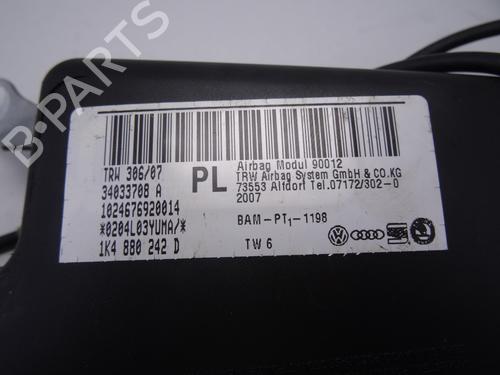 TRW 306/07
34033708 A
1024676920014
*0204L03YUMA/*
1K4 880 242 D
PL
Airbag Modul 90012
TRW Airbag System GmbH & CO.KG
73553 Alfdorf Tel.07172/302-0
2007
BAM-PT1-1198
TW 6
B-PARTS